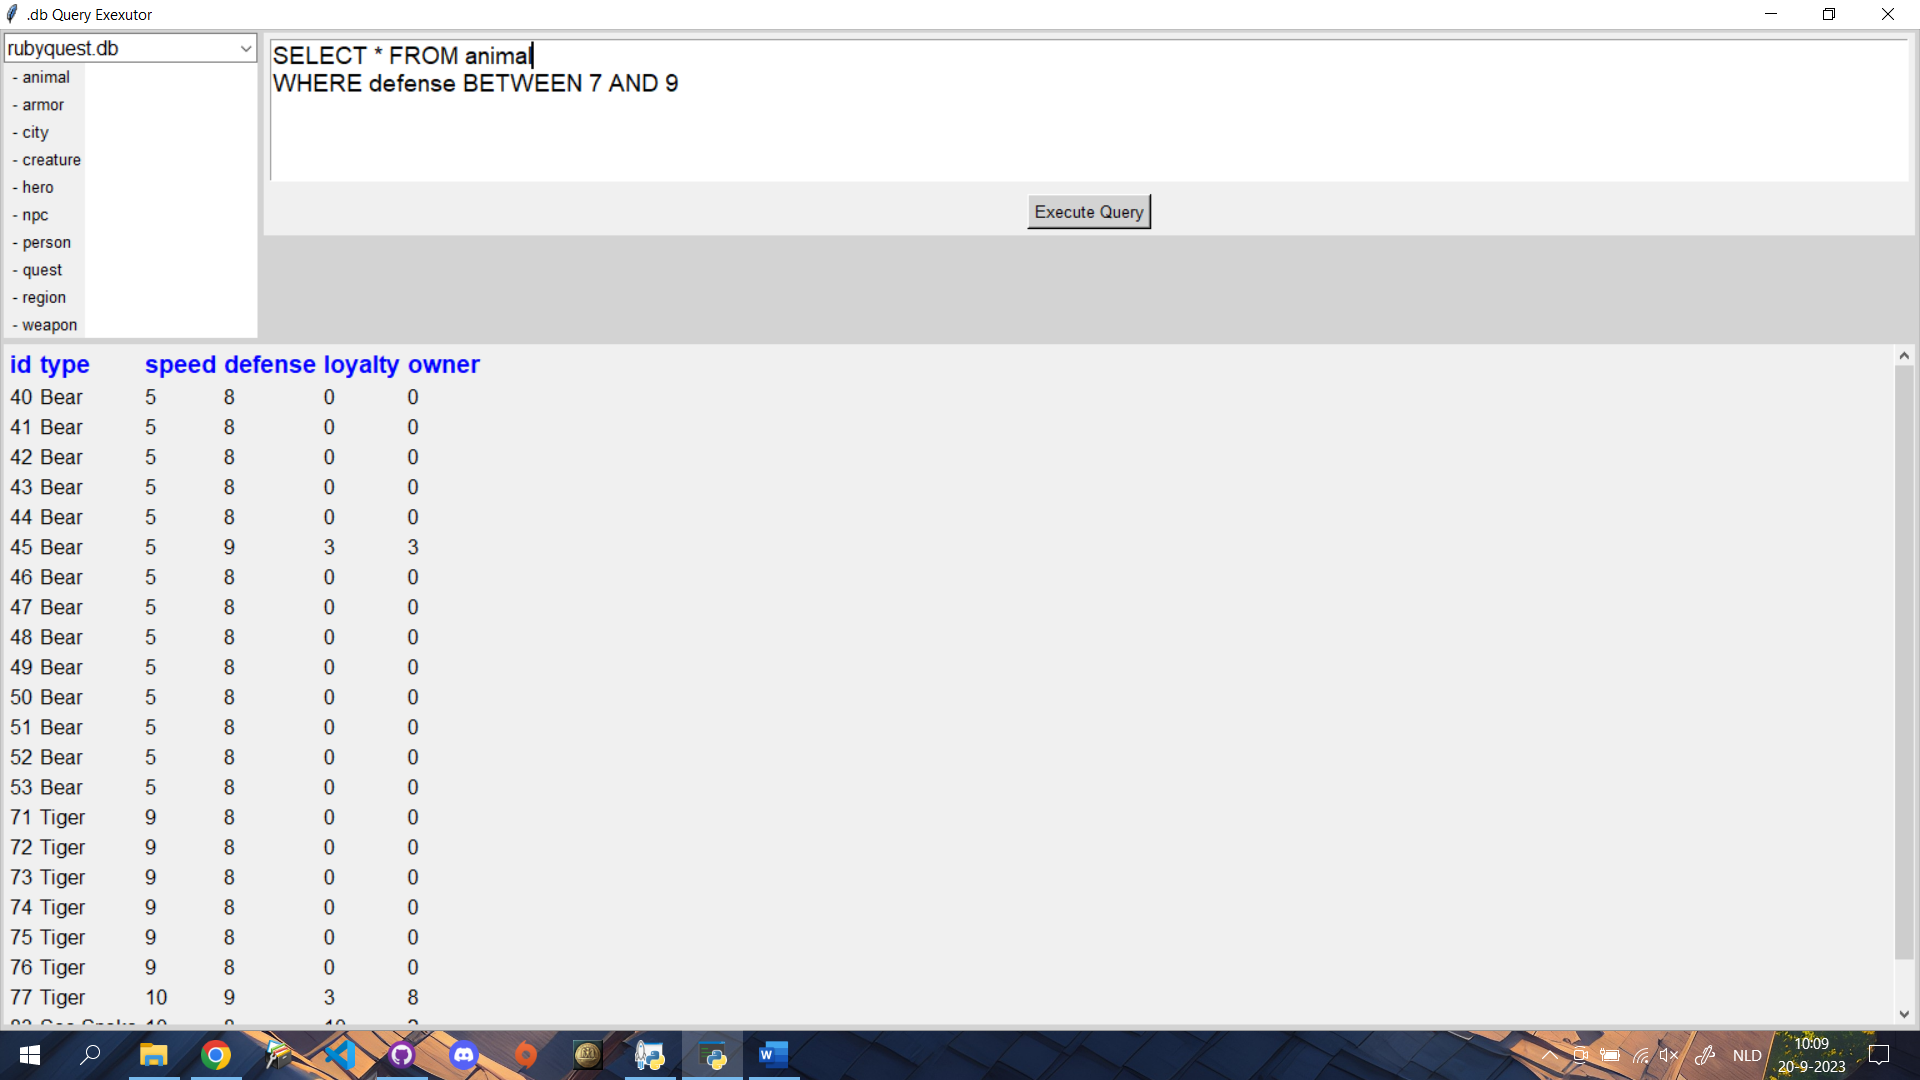 .db Query Exexutor
rubyquest.db
- animal
- armor
- city
- creature
- hero
- npc
- person
- quest
- region
- weapon
SELECT * FROM animal
WHERE defense BETWEEN 7 AND 9
Execute Query
id type speed defense loyalty owner
40 Bear 5 8 0 0
41 Bear 5 8 0 0
42 Bear 5 8 0 0
43 Bear 5 8 0 0
44 Bear 5 8 0 0
45 Bear 5 9 3 3
46 Bear 5 8 0 0
47 Bear 5 8 0 0
48 Bear 5 8 0 0
49 Bear 5 8 0 0
50 Bear 5 8 0 0
51 Bear 5 8 0 0
52 Bear 5 8 0 0
53 Bear 5 8 0 0
71 Tiger 9 8 0 0
72 Tiger 9 8 0 0
73 Tiger 9 8 0 0
74 Tiger 9 8 0 0
75 Tiger 9 8 0 0
76 Tiger 9 8 0 0
77 Tiger 10 9 3 8
NLD
10:09
20-9-2023